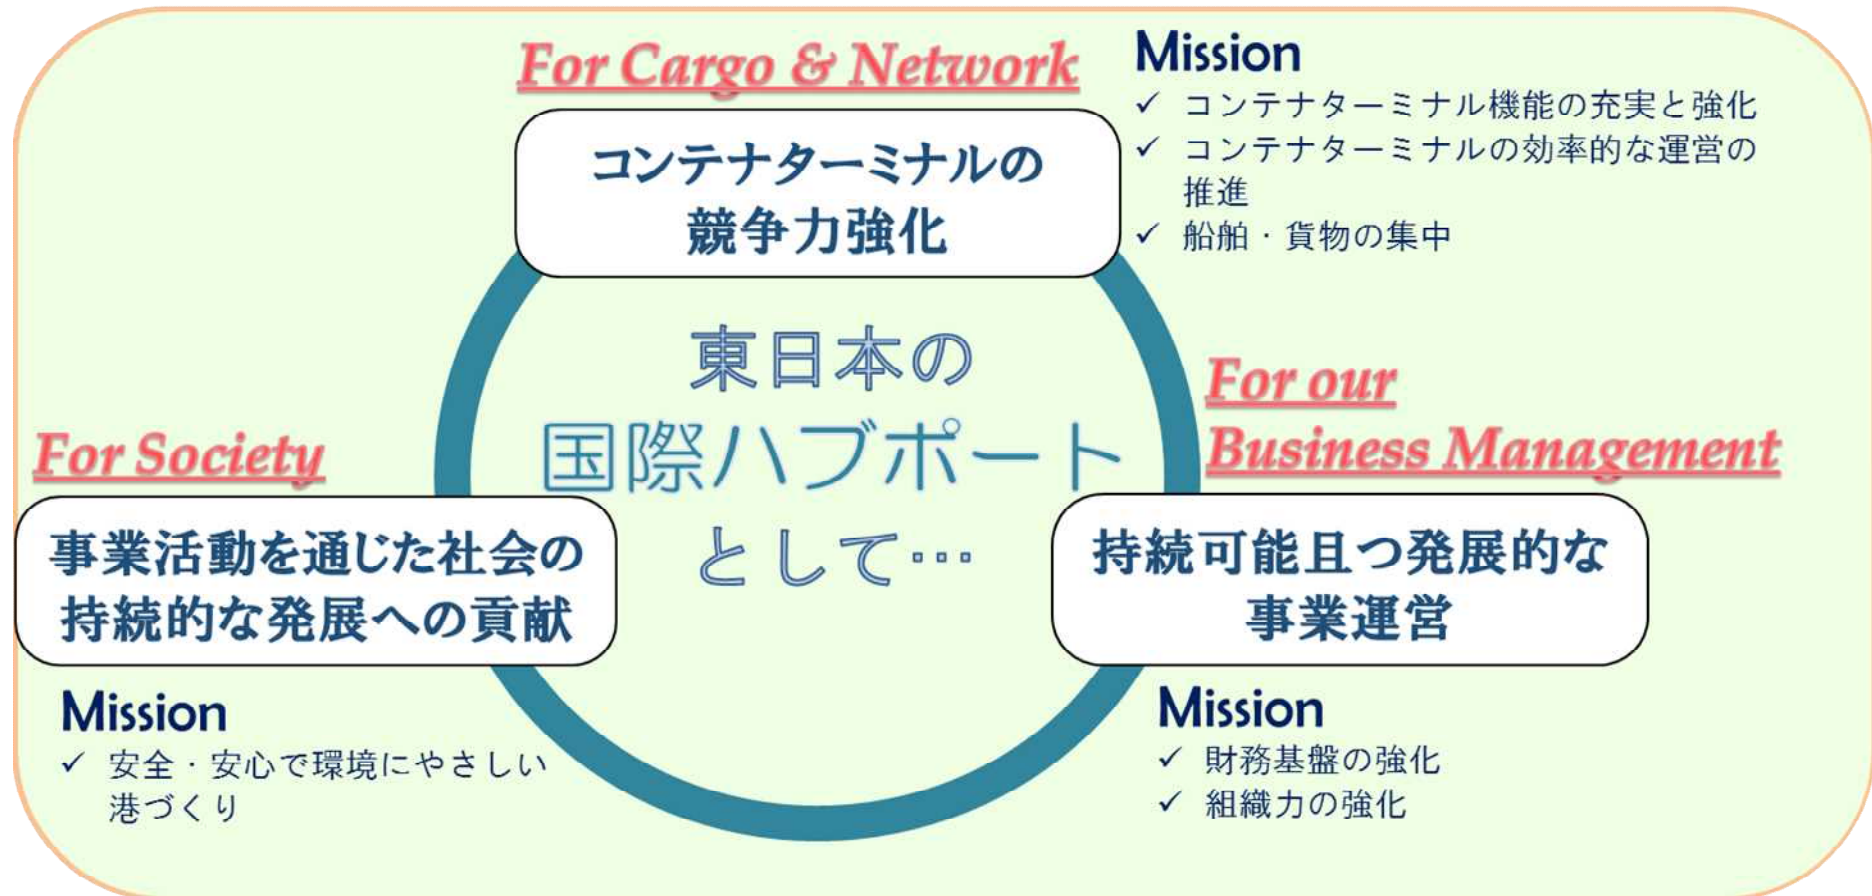 For Cargo & Network
コンテナターミナルの
競争力強化
Mission
✓ コンテナターミナル機能の充実と強化
✓ コンテナターミナルの効率的な運営の
推進
✓ 船舶・貨物の集中
東日本の
国際ハブポート
として…
For Society
事業活動を通じた社会の
持続的な発展への貢献
Mission
✓ 安全・安心で環境にやさしい
港づくり
For our
Business Management
持続可能且つ発展的な
事業運営
Mission
✓ 財務基盤の強化
✓ 組織力の強化